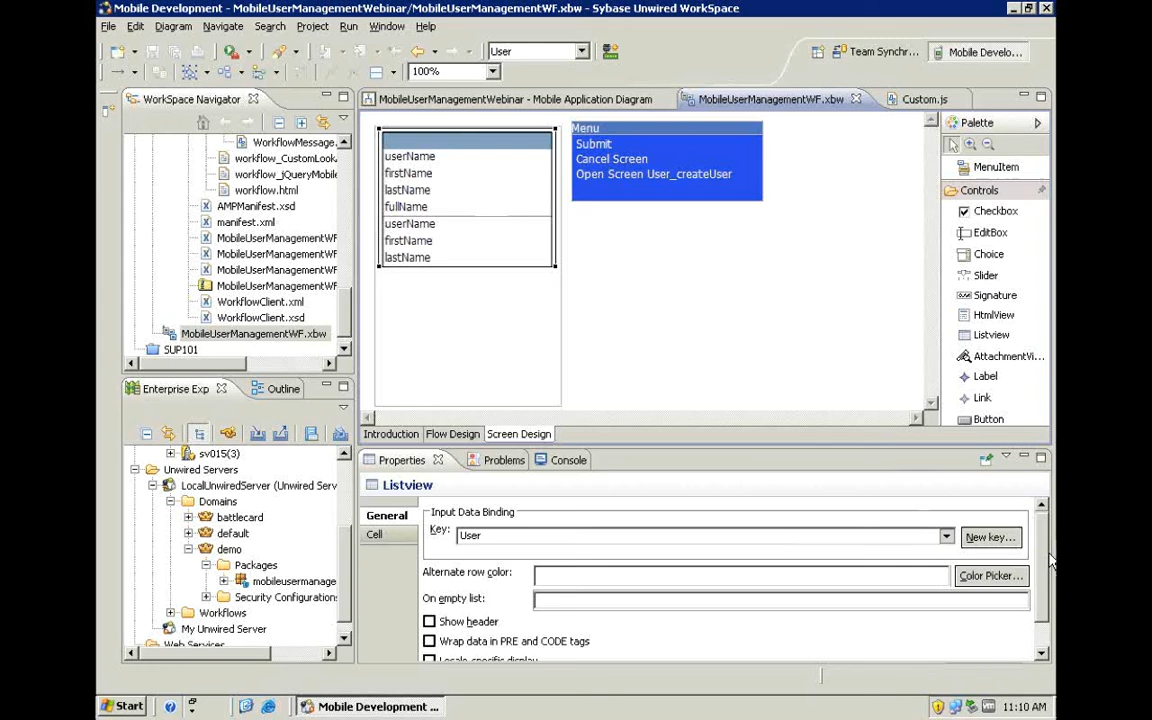 Mobile Development - MobileUserManagementWebinar/MobileUserManagementWF.xbw - Sybase Unwired WorkSpace
File Edit Diagram Navigate Search Project Run Window Help
User
Team Synchr... Mobile Develo...
100%
WorkSpace Navigator
WorkflowMessage.
workflow_CustomLook
workflow_jQueryMobile
workflow.html
AMPManifest.xsd
manifest.xml
MobileUserManagementWF
MobileUserManagementWF
MobileUserManagementWF
MobileUserManagementWF
WorkflowClient.xml
WorkflowClient.xsd
MobileUserManagementWF.xbw
SUP101
MobileUserManagementWebinar - Mobile Application Diagram MobileUserManagementWF.xbw Custom.js
userName
firstName
lastName
fullName
userName
firstName
lastName
Menu
Submit
Cancel Screen
Open Screen User_createUser
Palette
MenuItem
Controls
Checkbox
EditBox
Choice
Slider
Signature
HtmlView
Listview
AttachmentVi...
Label
Link
Button
Introduction Flow Design Screen Design
Enterprise Exp Outline
sv015(3)
Unwired Servers
LocalUnwiredServer (Unwired Serv
Domains
battlecard
default
demo
Packages
mobileusermanage
Security Configuration:
Workflows
My Unwired Server
Web Services
Properties Problems Console
Listview
General
Cell
Input Data Binding
Key: User New key...
Alternate row color: Color Picker...
On empty list:
Show header
Wrap data in PRE and CODE tags
Locale-specific display
Start Mobile Development ... 11:10 AM